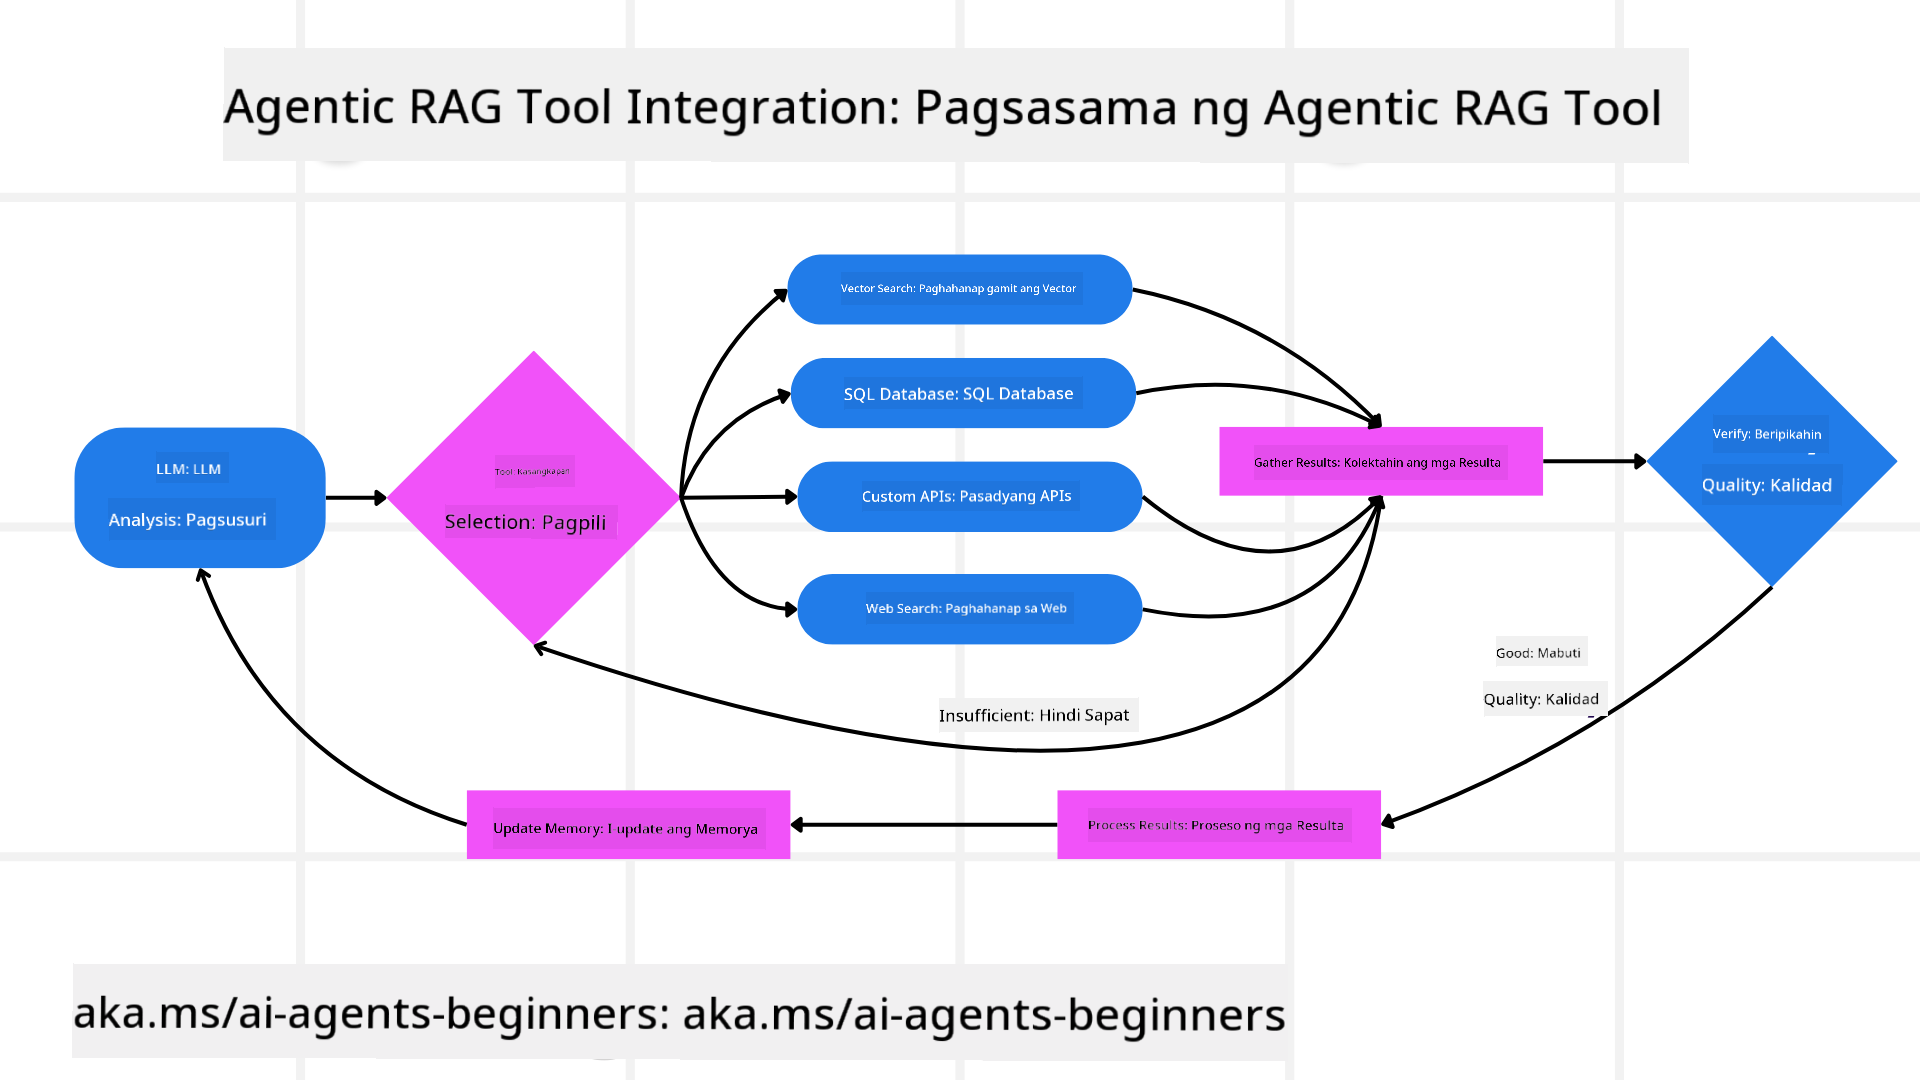 Agentic RAG Tool Integration: Pagsasama ng Agentic RAG Tool
Vector Search: Paghahanap gamit ang Vector
SQL Database: SQL Database
Custom APIs: Pasadyang APIs
Web Search: Paghahanap sa Web
LLM: LLM
Analysis: Pagsusuri
Tool: Kasangkapan
Selection: Pagpili
Gather Results: Kolektahin ang mga Resulta
Verify: Beripikahin
Quality: Kalidad
Good: Mabuti
Quality: Kalidad
Insufficient: Hindi Sapat
Update Memory: I update ang Memorya
Process Results: Proseso ng mga Resulta
aka.ms/ai-agents-beginners: aka.ms/ai-agents-beginners